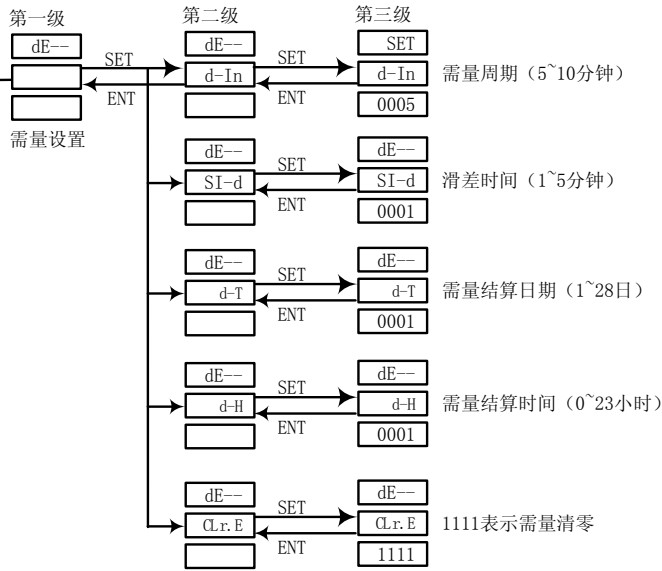 第一级 第二级 第三级
dE-- dE-- SET
SET SET
d-In d-In 需量周期（5~10分钟）
ENT ENT
0005
需量设置
dE-- dE--
SET
SI-d SI-d 滑差时间（1~5分钟）
ENT
0001
dE-- dE--
SET
d-T d-T 需量结算日期（1~28日）
ENT
0001
dE-- dE--
SET
d-H d-H 需量结算时间（0~23小时）
ENT
0001
dE-- dE--
SET
CLr.E CLr.E 1111表示需量清零
ENT
1111